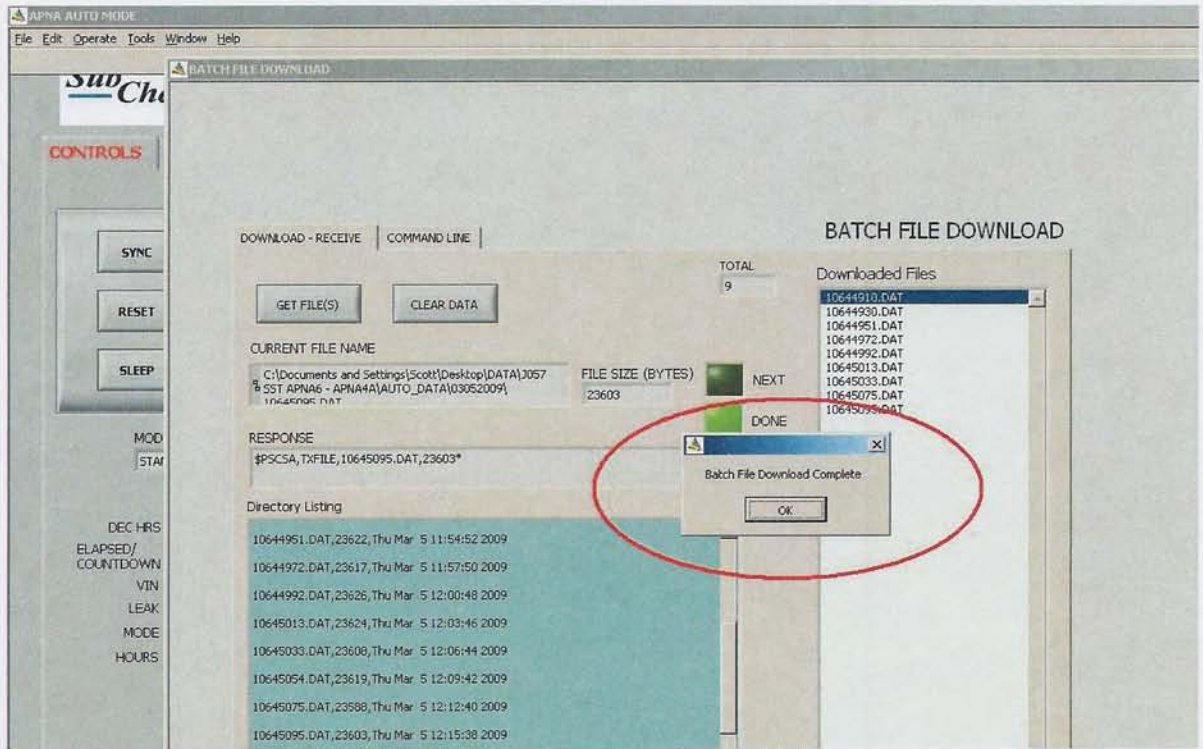 APNA AUTO MODE
File Edit Operate Tools Window Help
BATCH FILE DOWNLOAD
Sub
CONTROLS
SYNC
RESET
SLEEP
DEC HRS
ELAPSED/
COUNTDOWN
VIN
LEAK
MODE
HOURS
DOWNLOAD - RECEIVE
COMMAND LINE
BATCH FILE DOWNLOAD
TOTAL
9
GET FILE(S)
CLEAR DATA
CURRENT FILE NAME
C:\Documents and Settings\Scott\Desktop\DATA\J057
SST APNA6 - APNA4A\AUTO_DATA\03052009\
10645095.DAT
FILE SIZE (BYTES)
23603
NEXT
DONE
RESPONSE
$PSCSA,TXFILE,10645095.DAT,23603*
Directory Listing
10644951.DAT,23622,Thu Mar 5 11:54:52 2009
10644972.DAT,23617,Thu Mar 5 11:57:50 2009
10644992.DAT,23626,Thu Mar 5 12:00:48 2009
10645013.DAT,23624,Thu Mar 5 12:03:46 2009
10645033.DAT,23608,Thu Mar 5 12:06:44 2009
10645054.DAT,23619,Thu Mar 5 12:09:42 2009
10645075.DAT,23588,Thu Mar 5 12:12:40 2009
10645095.DAT,23603,Thu Mar 5 12:15:38 2009
Downloaded Files
10644910.DAT
10644930.DAT
10644951.DAT
10644972.DAT
10644992.DAT
10645013.DAT
10645033.DAT
10645075.DAT
10645095.DAT
Batch File Download Complete
OK